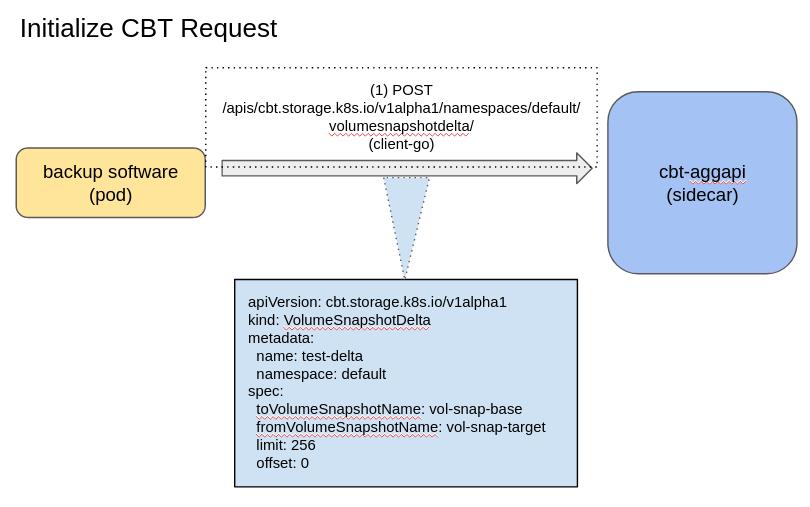 Initialize CBT Request
(1) POST
/apis/cbt.storage.k8s.io/v1alpha1/namespaces/default/
volumesnapshotdelta/
(client-go)
backup software
(pod)
cbt-aggapi
(sidecar)
apiVersion: cbt.storage.k8s.io/v1alpha1
kind: VolumeSnapshotDelta
metadata:
  name: test-delta
  namespace: default
spec:
  toVolumeSnapshotName: vol-snap-base
  fromVolumeSnapshotName: vol-snap-target
  limit: 256
  offset: 0